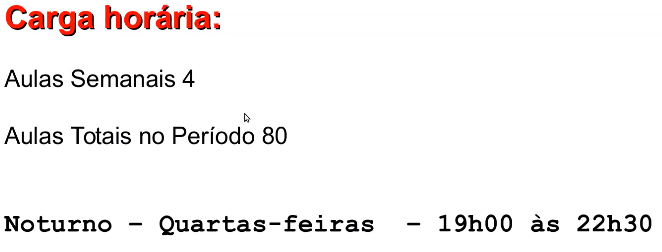 Carga horária:
Aulas Semanais 4
Aulas Totais no Período 80
Noturno – Quartas-feiras – 19h00 às 22h30